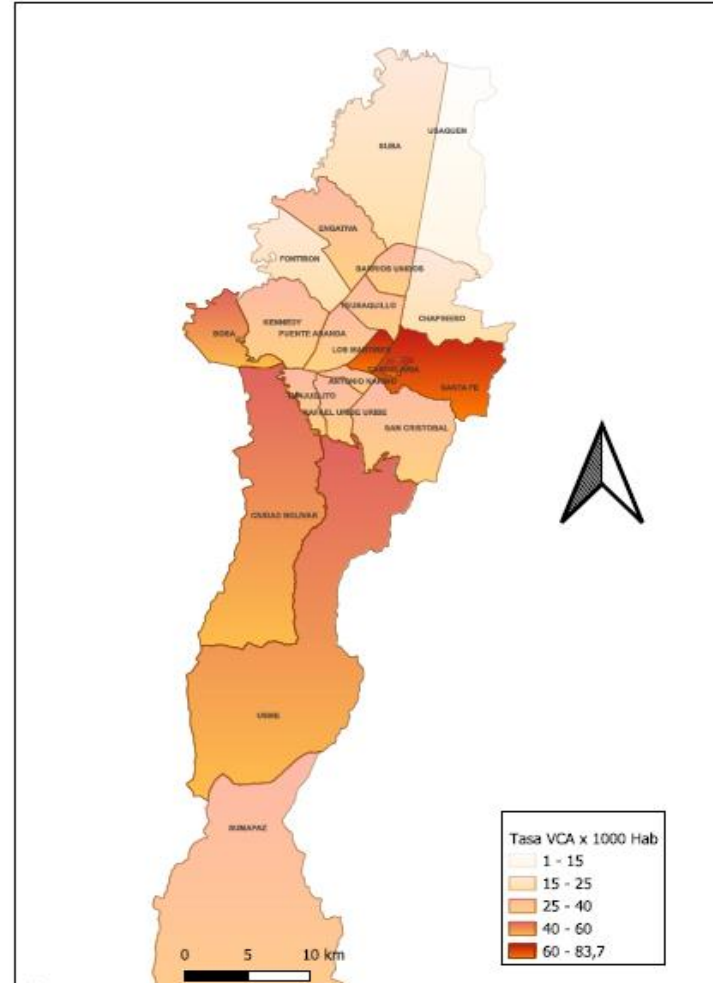 USAQUEN
SUBA
ENGATIVA
FONTIBON
BARRIOS UNIDOS
TEUSAQUILLO
CHAPINERO
KENNEDY
PUENTE ARANDA
BOSA
LOS MARTIRES
CANDELARIA
ANTONIO NARIÑO
SANTA FE
TUNJUELITO
RAFAEL URIBE URIBE
SAN CRISTOBAL
CIUDAD BOLIVAR
USME
SUMAPAZ
Tasa VCA x 1000 Hab
1 - 15
15 - 25
25 - 40
40 - 60
60 - 83,7
0 5 10 km